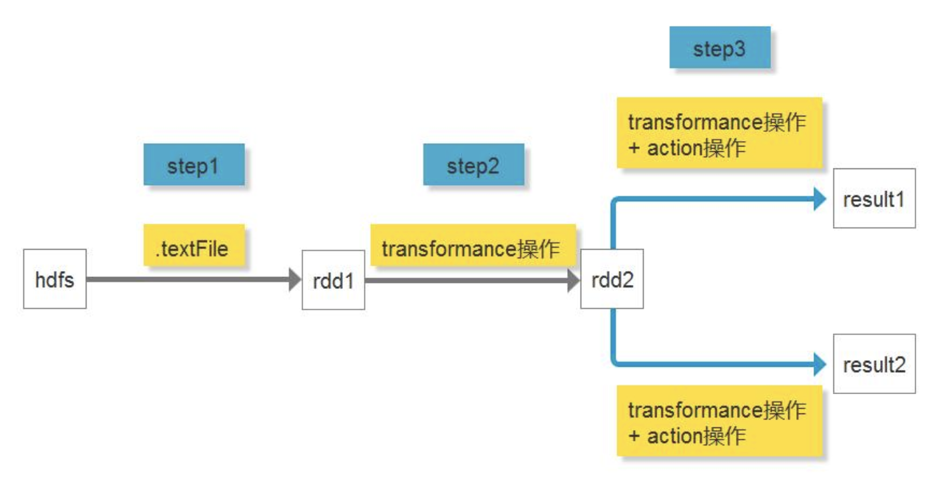 step3
transformance操作
+ action操作
step1
step2
result1
.textFile
transformance操作
hdfs
rdd1
rdd2
result2
transformance操作
+ action操作